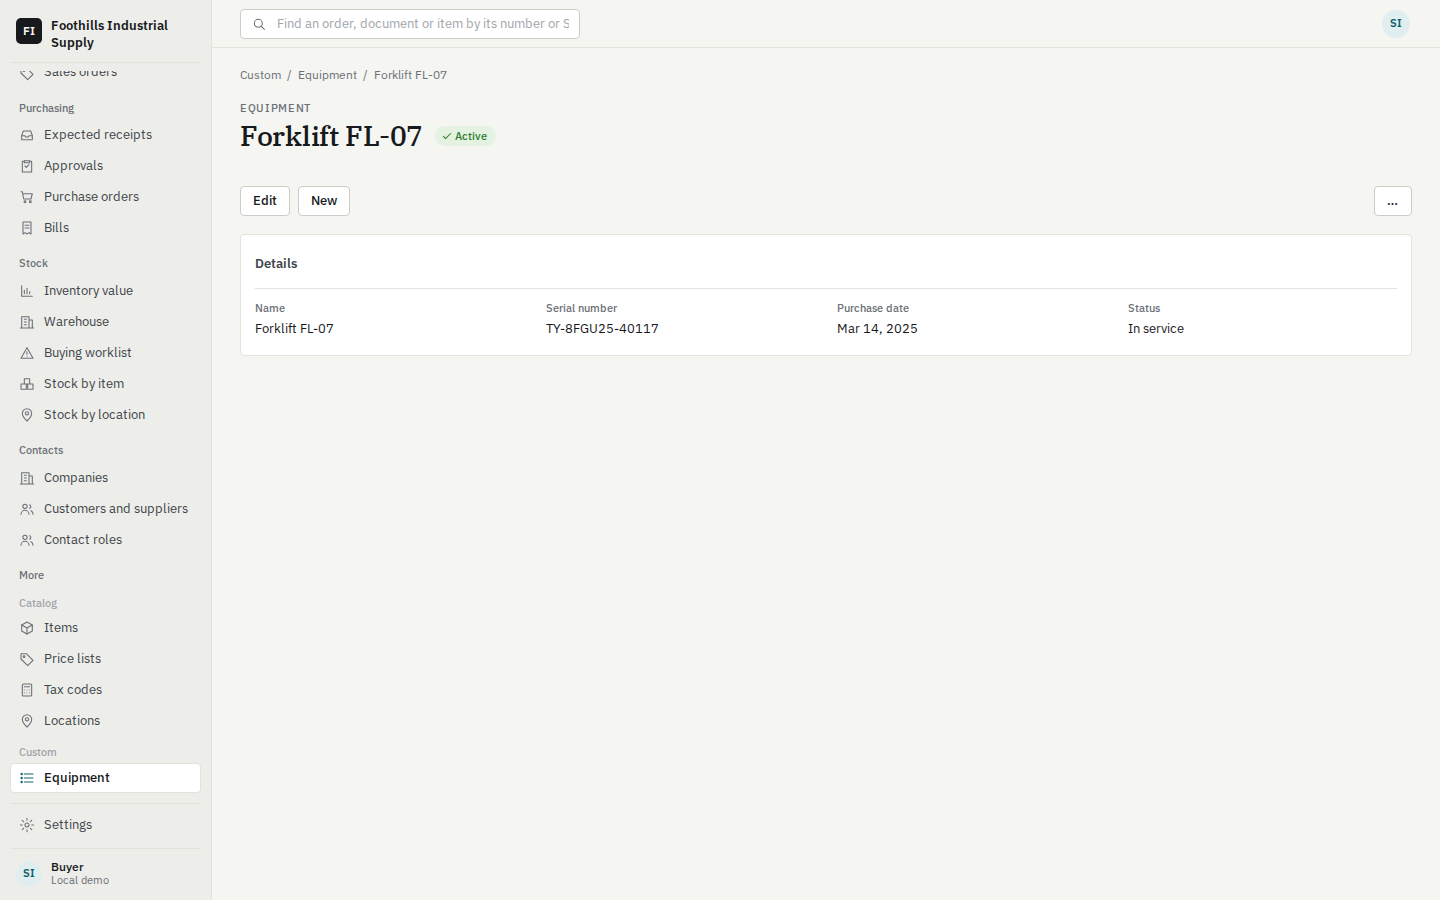 FI
Foothills Industrial
Supply
Sales orders
Purchasing
Expected receipts
Approvals
Purchase orders
Bills
Stock
Inventory value
Warehouse
Buying worklist
Stock by item
Stock by location
Contacts
Companies
Customers and suppliers
Contact roles
More
Catalog
Items
Price lists
Tax codes
Locations
Custom
Equipment
Settings
SI
Buyer
Local demo
Find an order, document or item by its number or S
SI
Custom / Equipment / Forklift FL-07
EQUIPMENT
Forklift FL-07
Active
Edit
New
...
Details
Name
Serial number
Purchase date
Status
Forklift FL-07
TY-8FGU25-40117
Mar 14, 2025
In service